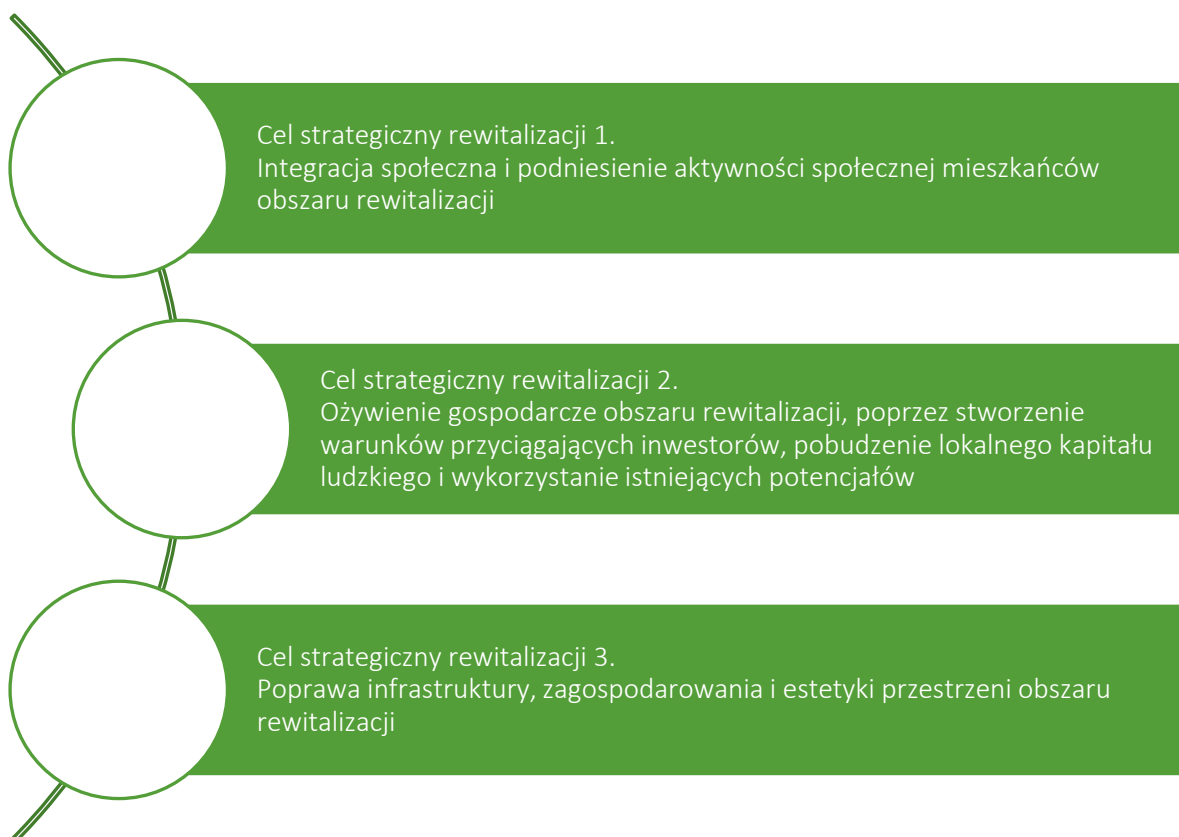 Cel strategiczny rewitalizacji 1.
Integracja społeczna i podniesienie aktywności społecznej mieszkańców
obszaru rewitalizacji
Cel strategiczny rewitalizacji 2.
Ożywienie gospodarcze obszaru rewitalizacji, poprzez stworzenie
warunków przyciągających inwestorów, pobudzenie lokalnego kapitału
ludzkiego i wykorzystanie istniejących potencjałów
Cel strategiczny rewitalizacji 3.
Poprawa infrastruktury, zagospodarowania i estetyki przestrzeni obszaru
rewitalizacji